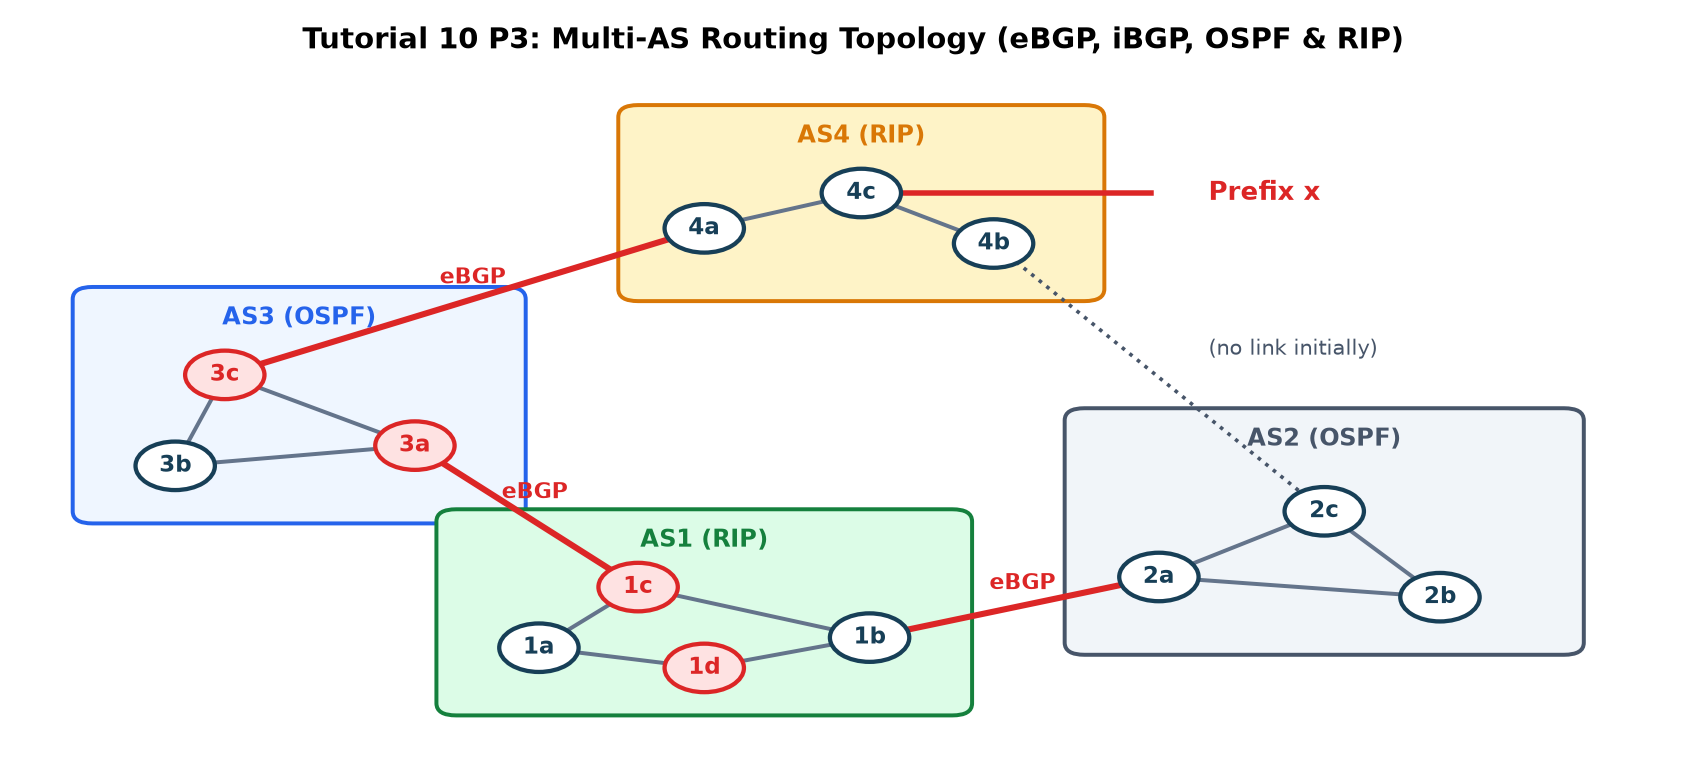 Tutorial 10 P3: Multi-AS Routing Topology (eBGP, iBGP, OSPF & RIP)
AS4 (RIP)
4c
Prefix x
4a
4b
eBGP
AS3 (OSPF)
(no link initially)
3c
3a
3b
AS2 (OSPF)
eBGP
2c
AS1 (RIP)
1c
eBGP
2a
2b
1a
1b
1d